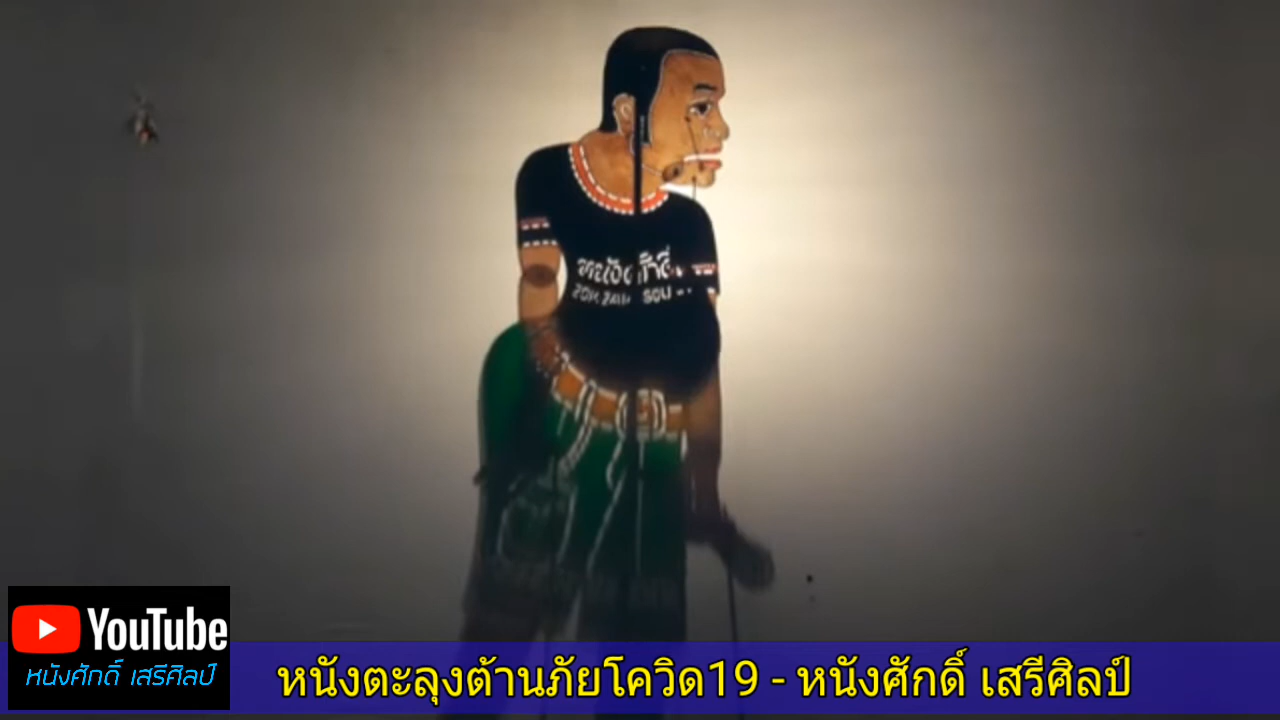 YouTube
หนังศักดิ์ เสรีศิลป์
หนังตะลุงต้านภัยโควิด19 - หนังศักดิ์ เสรีศิลป์